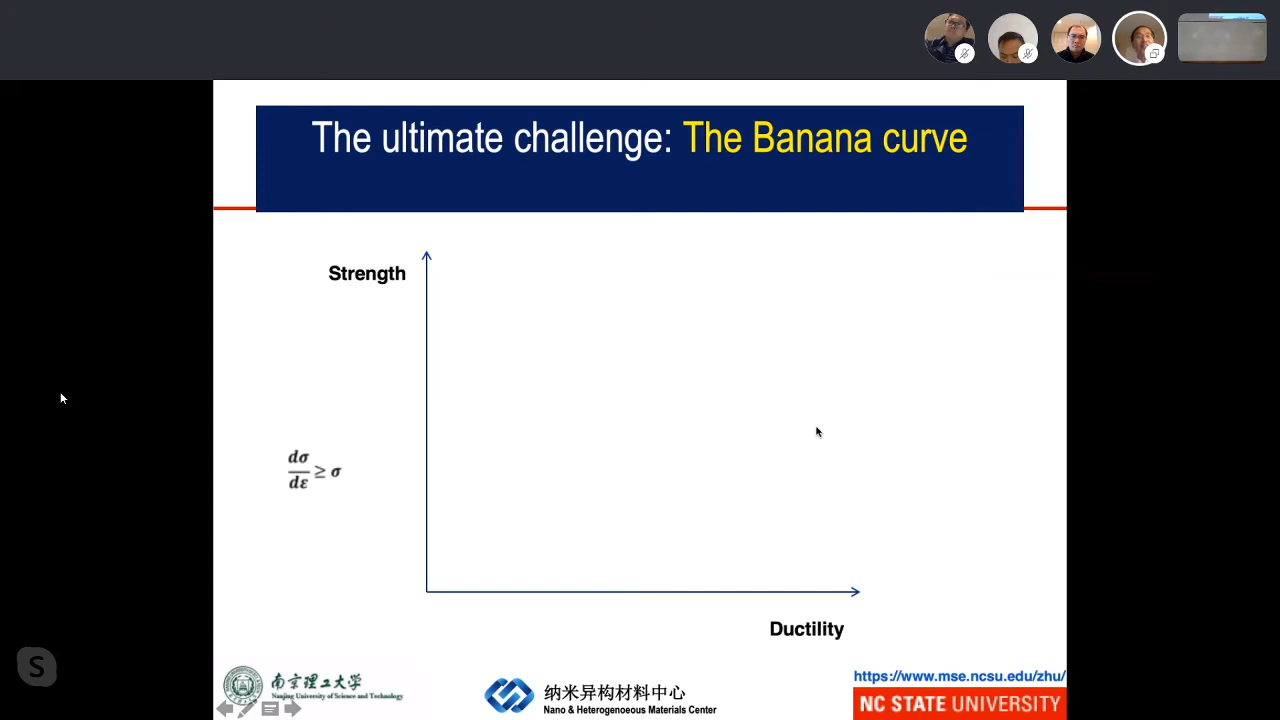 The ultimate challenge: The Banana curve
Strength
dσ
dε
≥ σ
Ductility
南京理工大学
Nanjing University of Science and Technology
纳米异构材料中心
Nano & Heterogenoeous Materials Center
https://www.mse.ncsu.edu/zhu/
NC STATE UNIVERSITY
S